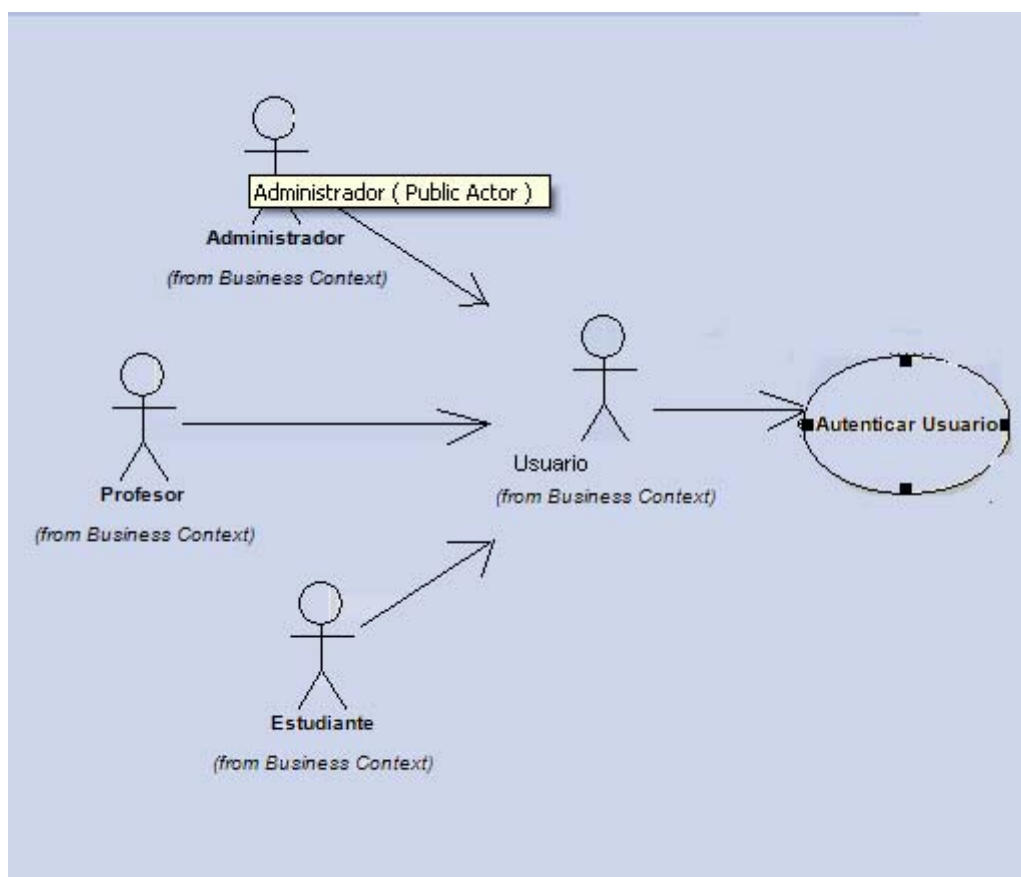 Administrador ( Public Actor )
Administrador
(from Business Context)
Profesor
(from Business Context)
Usuario
(from Business Context)
Autenticar Usuario
Estudiante
(from Business Context)